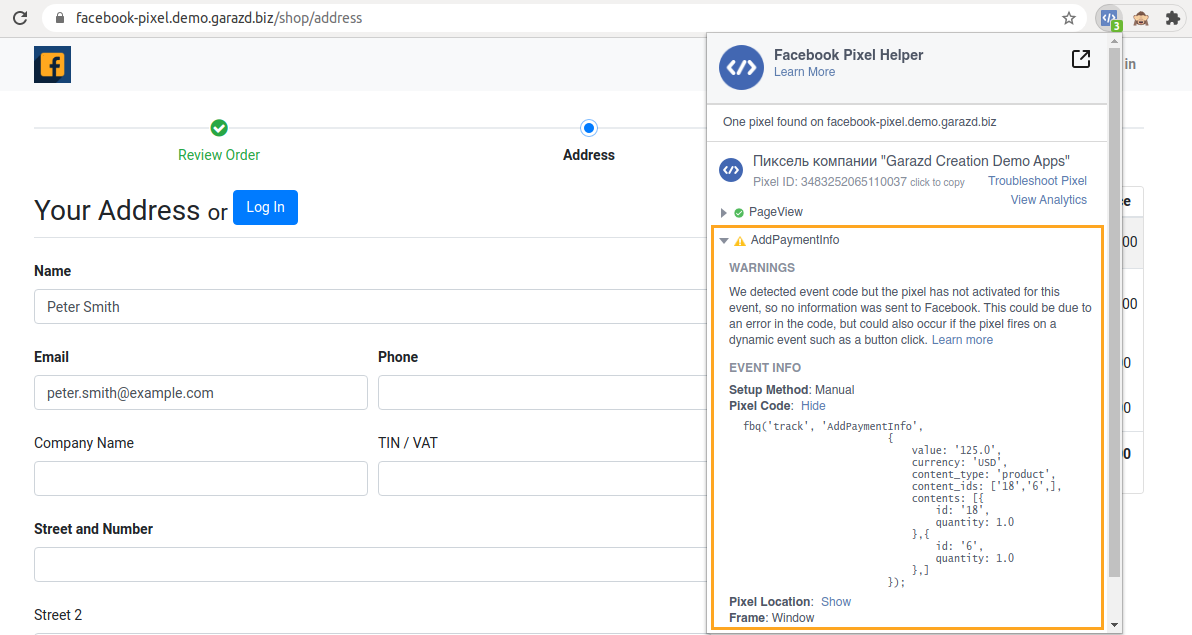 facebook-pixel.demo.garazd.biz/shop/address
3
Facebook Pixel Helper
Learn More
in
One pixel found on facebook-pixel.demo.garazd.biz
Review Order
Address
Пиксель компании "Garazd Creation Demo Apps"
Pixel ID: 3483252065110037 click to copy
Troubleshoot Pixel
View Analytics
Your Address or
Log In
PageView
AddPaymentInfo
WARNINGS
We detected event code but the pixel has not activated for this
event, so no information was sent to Facebook. This could be due to
an error in the code, but could also occur if the pixel fires on a
dynamic event such as a button click. Learn more
EVENT INFO
Setup Method: Manual
Pixel Code: Hide
fbq('track', 'AddPaymentInfo',
{
value: '125.0',
currency: 'USD',
content_type: 'product',
content_ids: ['18','6',],
contents: [{
id: '18',
quantity: 1.0
},{
id: '6',
quantity: 1.0
},]
});
Pixel Location: Show
Frame: Window
Name
Peter Smith
Email
Phone
peter.smith@example.com
Company Name
TIN / VAT
Street and Number
Street 2